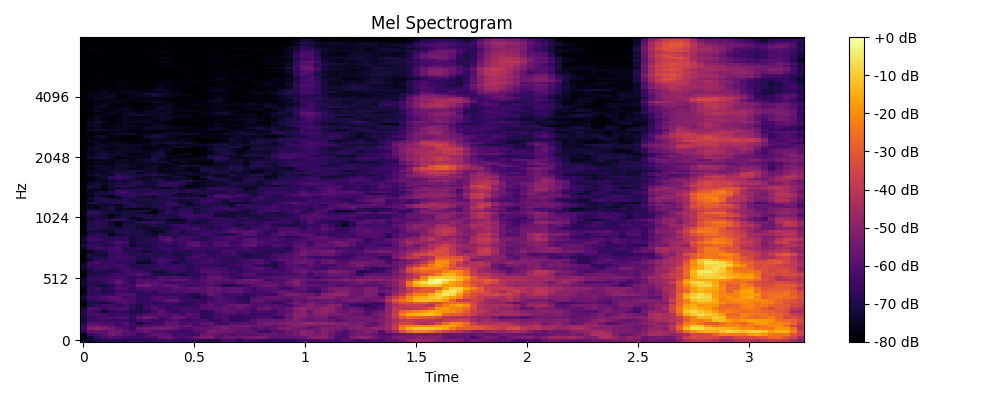 Mel Spectrogram
Hz
4096
2048
1024
512
0
0
0.5
1
1.5
2
2.5
3
Time
+0 dB
-10 dB
-20 dB
-30 dB
-40 dB
-50 dB
-60 dB
-70 dB
-80 dB